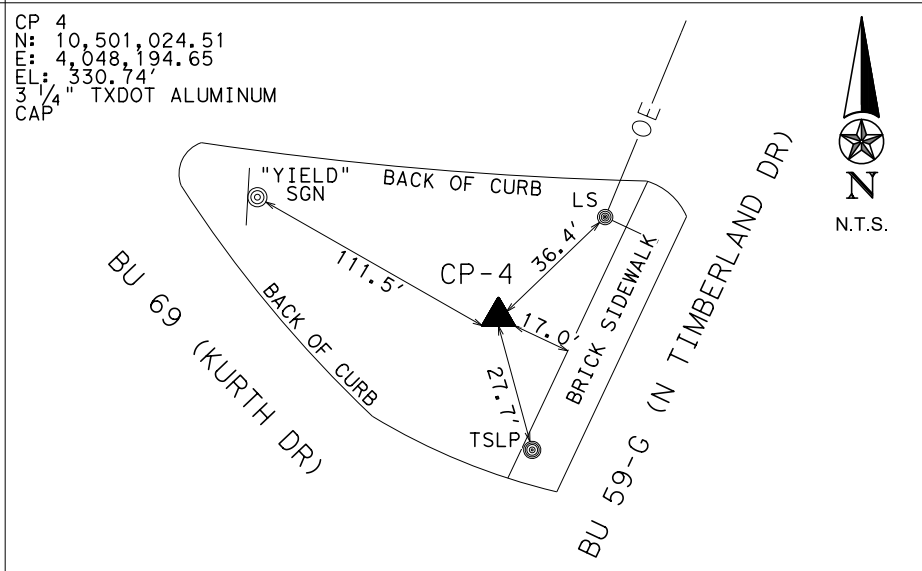 CP 4
N: 10,501,024.51
E: 4,048,194.65
EL: 330.74'
3 1/4" TXDOT ALUMINUM
CAP
OE
N
N.T.S.
"YIELD"
SGN
BACK OF CURB
LS
111.5'
36.4'
CP-4
17.0'
27.7'
TSLP
BRICK SIDEWALK
BACK OF CURB
BU 69 (KURTH DR)
BU 59-G (N TIMBERLAND DR)